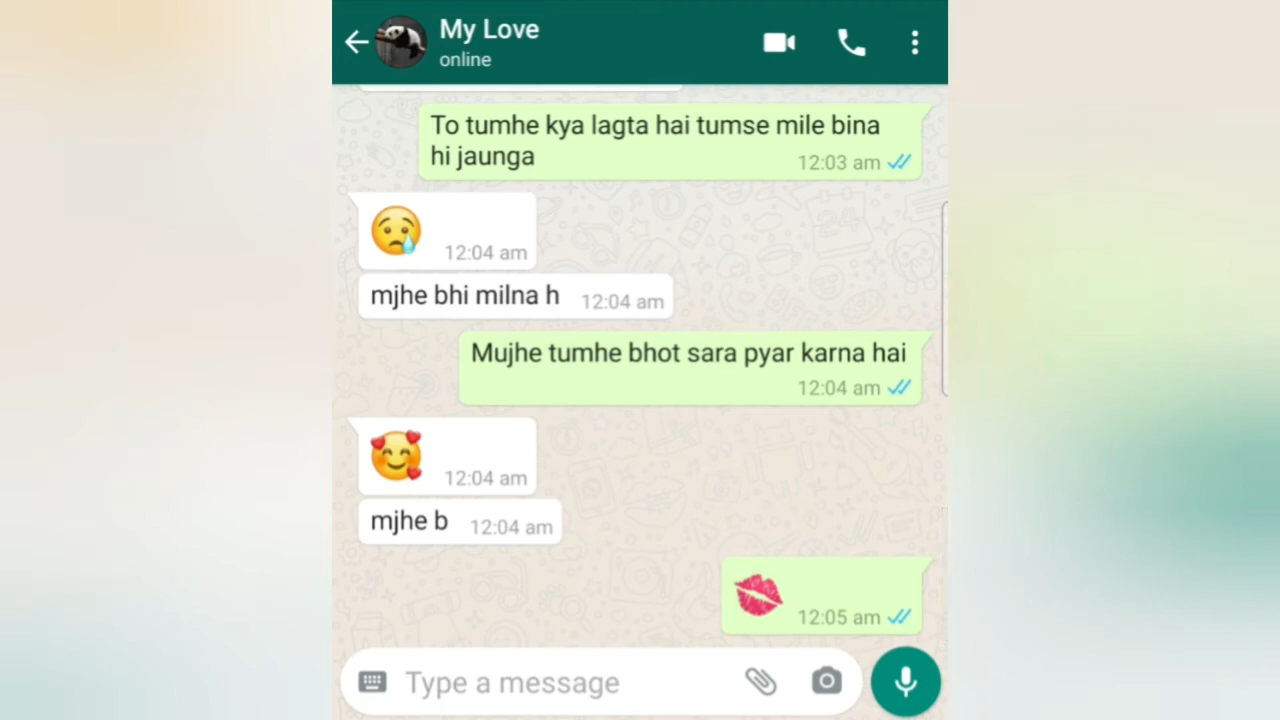 My Love
online
To tumhe kya lagta hai tumse mile bina
hi jaunga
12:03 am
😢
12:04 am
mjhe bhi milna h 12:04 am
Mujhe tumhe bhot sara pyar karna hai
12:04 am
🥰
12:04 am
mjhe b 12:04 am
💋
12:05 am
Type a message